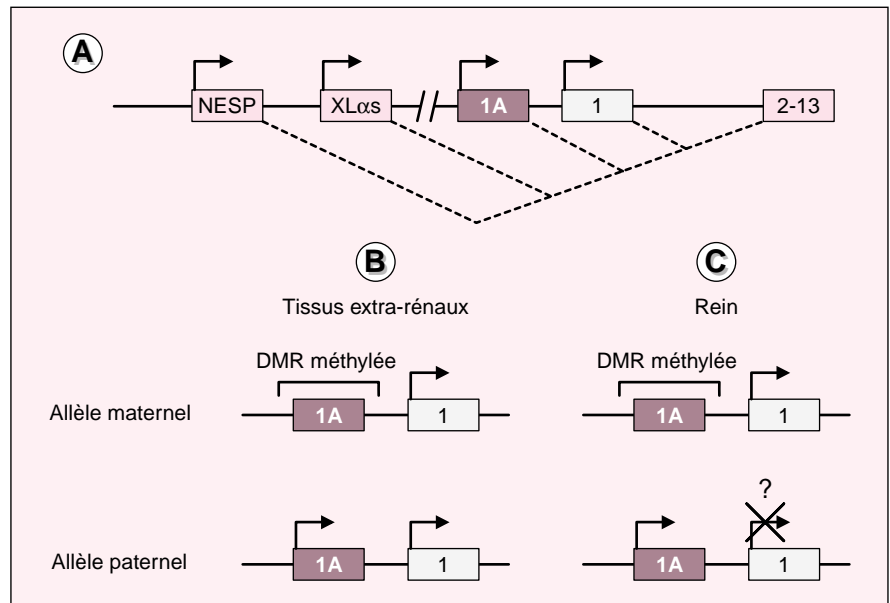 A
NESP XLαs 1A 1 2-13
B C
Tissus extra-rénaux Rein
DMR méthylée DMR méthylée
Allèle maternel 1A 1 1A 1
?
Allèle paternel 1A 1 1A 1